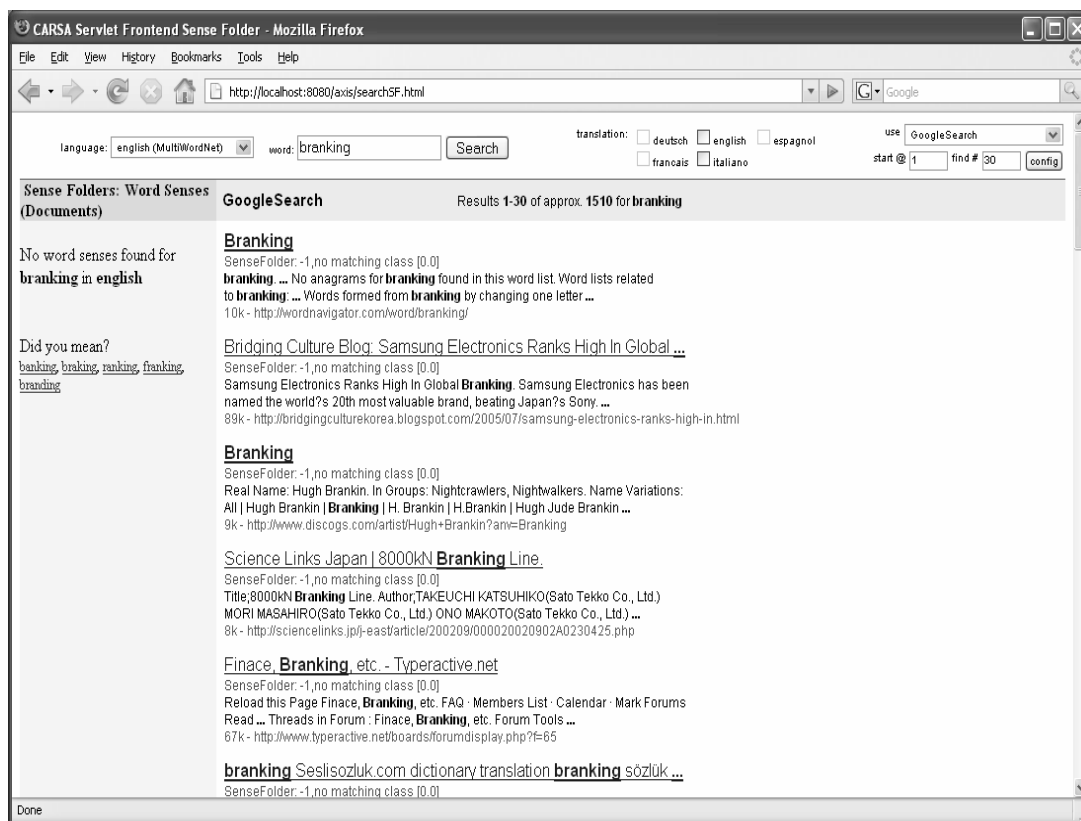 CARSA Servlet Frontend Sense Folder - Mozilla Firefox
File Edit View History Bookmarks Tools Help
http://localhost:8080/axis/searchSF.html
G Google
language: english (MultiWordNet) word: branking Search
translation: deutsch english espagnol
francais italiano
use GoogleSearch
start @ 1 find # 30 config
Sense Folders: Word Senses
(Documents)
GoogleSearch Results 1-30 of approx. 1510 for branking
No word senses found for
branking in english
Did you mean?
banking, braking, ranking, franking,
branding
Branking
SenseFolder: -1,no matching class [0.0]
branking. ... No anagrams for branking found in this word list. Word lists related
to branking: ... Words formed from branking by changing one letter ...
10k - http://wordnavigator.com/word/branking/
Bridging Culture Blog: Samsung Electronics Ranks High In Global ...
SenseFolder: -1,no matching class [0.0]
Samsung Electronics Ranks High In Global Branking. Samsung Electronics has been
named the world?s 20th most valuable brand, beating Japan?s Sony. ...
89k - http://bridgingculturekorea.blogspot.com/2005/07/samsung-electronics-ranks-high-in.html
Branking
SenseFolder: -1,no matching class [0.0]
Real Name: Hugh Brankin. In Groups: Nightcrawlers, Nightwalkers. Name Variations:
All | Hugh Brankin | Branking | H. Brankin | H.Brankin | Hugh Jude Brankin ...
9k - http://www.discogs.com/artist/Hugh+Brankin?anv=Branking
Science Links Japan | 8000kN Branking Line.
SenseFolder: -1,no matching class [0.0]
Title;8000kN Branking Line. Author;TAKEUCHI KATSUHIKO(Sato Tekko Co., Ltd.)
MORI MASAHIRO(Sato Tekko Co., Ltd.) ONO MAKOTO(Sato Tekko Co., Ltd.) ...
8k - http://sciencelinks.jp/j-east/article/200209/000020020902A0230425.php
Finace, Branking, etc. - Typeractive.net
SenseFolder: -1,no matching class [0.0]
Reload this Page Finace, Branking, etc. FAQ · Members List · Calendar · Mark Forums
Read ... Threads in Forum : Finace, Branking, etc. Forum Tools ...
67k - http://www.typeractive.net/boards/forumdisplay.php?f=65
branking Seslisozluk.com dictionary translation branking sözlük ...
SenseFolder: -1,no matching class [0.0]
Done